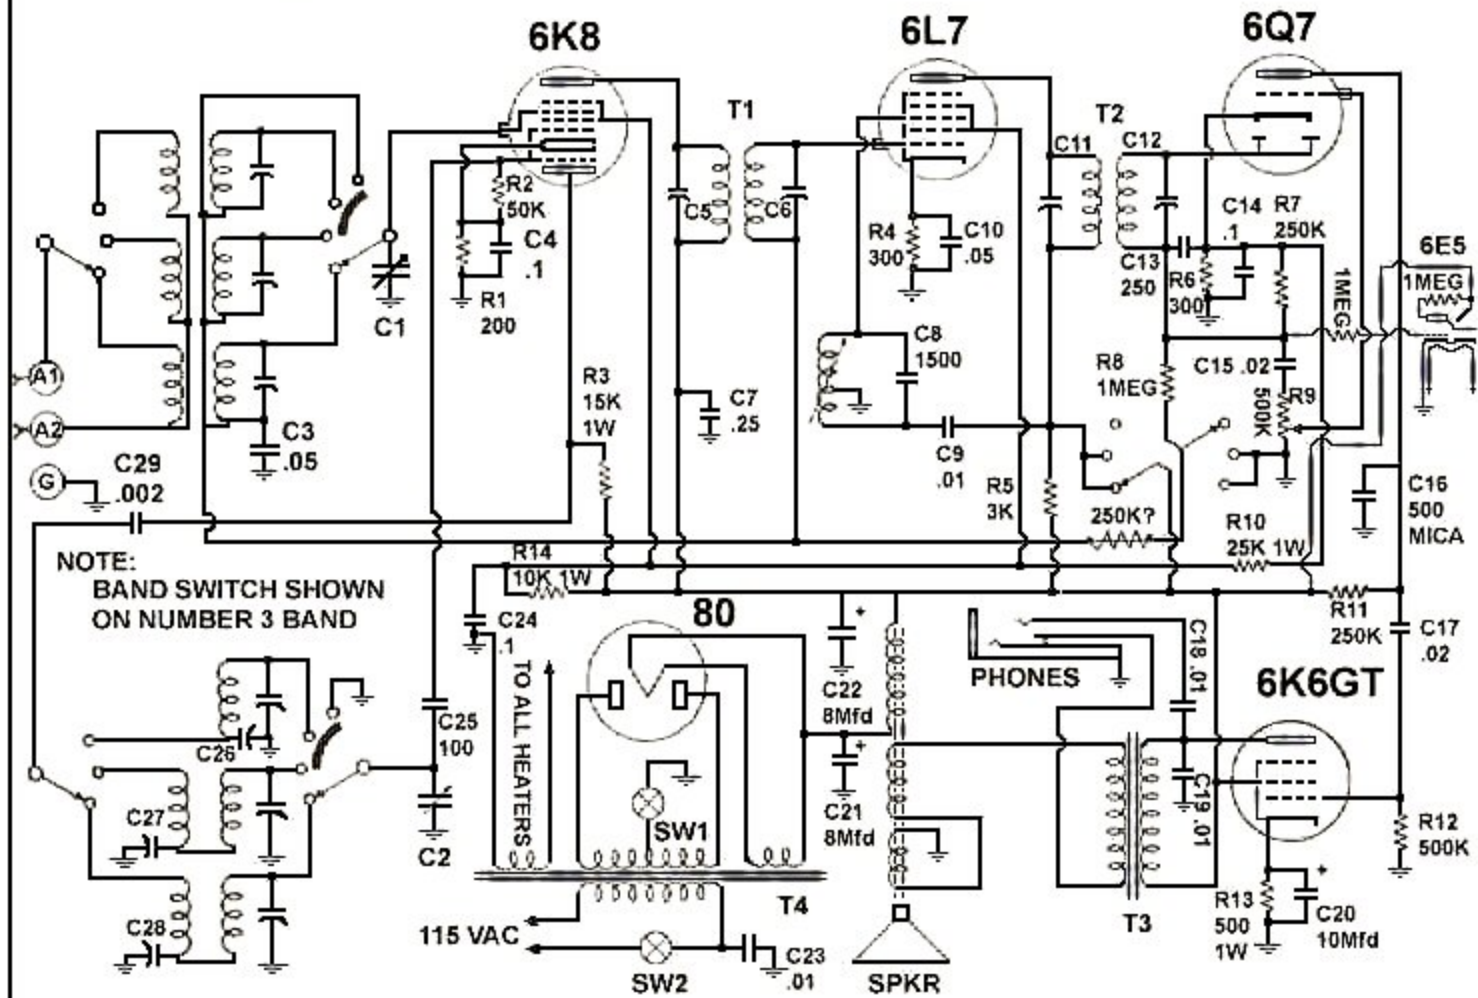 6K8
6L7
6Q7
T1
T2
C11
C12
R2
50K
C5
C6
C4
.1
R1
200
C1
R4
300
C10
.05
C14
.1
R7
250K
C13
250
R6
300
6E5
1MEG
1MEG
A1
A2
G
C3
.05
C29
.002
R3
15K
1W
C7
.25
C8
1500
C9
.01
R8
1MEG
C15 .02
R9
500K
R5
3K
250K?
R10
25K 1W
C16
500
MICA
NOTE:
BAND SWITCH SHOWN
ON NUMBER 3 BAND
R14
10K 1W
C24
.1
80
R11
250K
C17
.02
TO ALL HEATERS
C22
8Mfd
+
PHONES
C18 .01
6K6GT
C25
100
C26
C27
C28
C2
SW1
C21
8Mfd
+
C19 .01
R12
500K
T4
115 VAC
SW2
C23
.01
SPKR
T3
R13
500
1W
+
C20
10Mfd